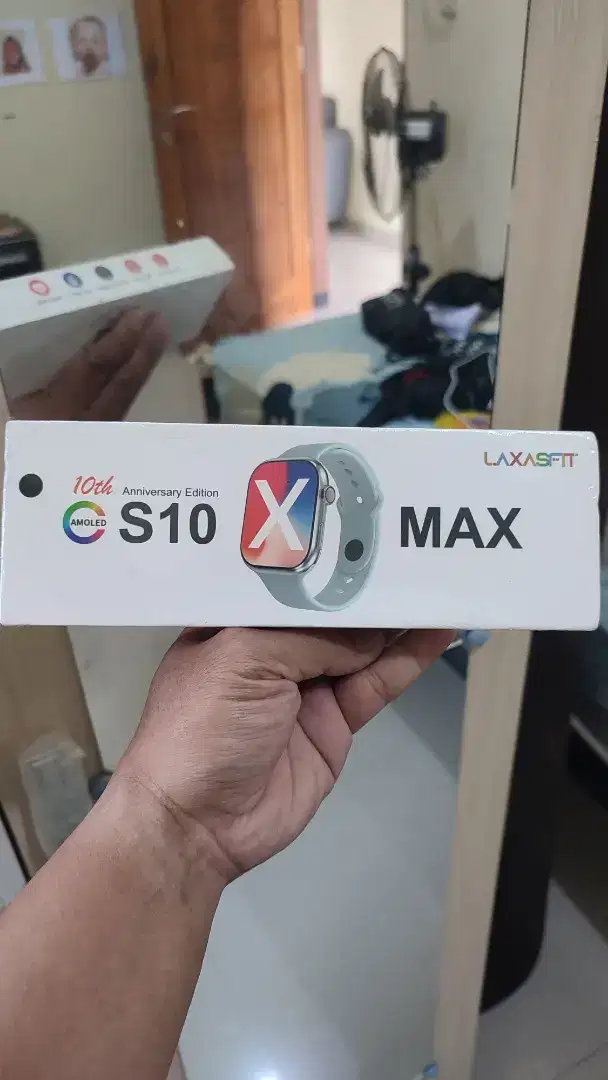 10th Anniversary Edition
LAXASFIT
AMOLED S10 X MAX